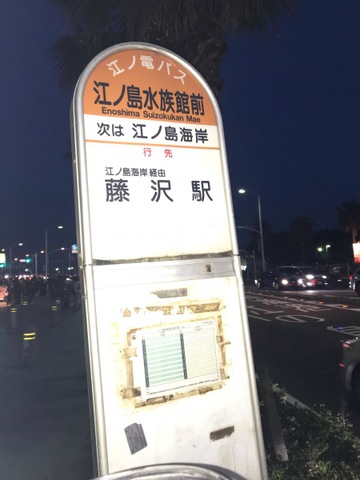 江ノ電バス
江ノ島水族館前
Enoshima Suizokukan Mae
次は 江ノ島海岸
行先
江ノ島海岸 経由
藤沢駅